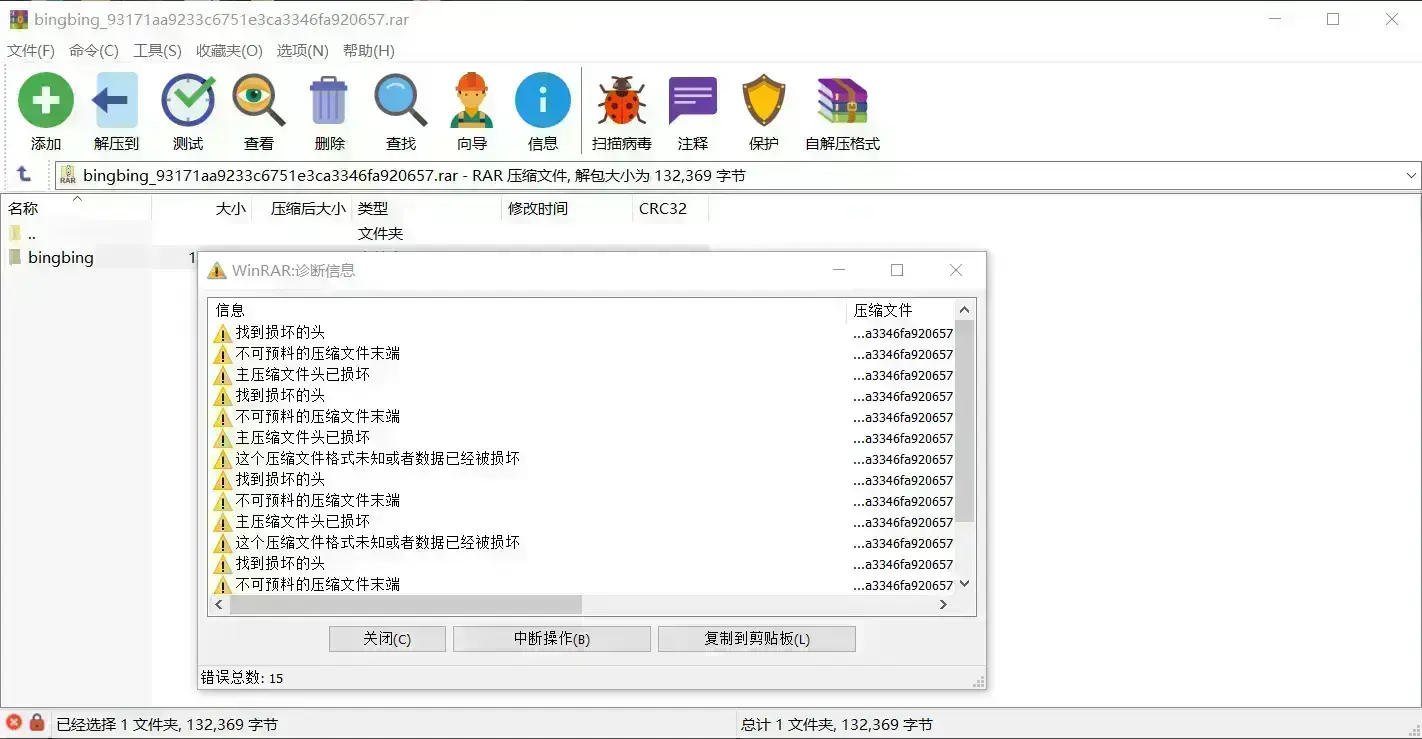 bingbing_93171aa9233c6751e3ca3346fa920657.rar
文件(F) 命令(C) 工具(S) 收藏夹(O) 选项(N) 帮助(H)
添加 解压到 测试 查看 删除 查找 向导 信息 扫描病毒 注释 保护 自解压格式
RAR bingbing_93171aa9233c6751e3ca3346fa920657.rar - RAR 压缩文件, 解包大小为 132,369 字节
名称 大小 压缩后大小 类型 修改时间 CRC32
.. 文件夹
bingbing 1
WinRAR:诊断信息
信息 压缩文件
找到损坏的头 ...a3346fa920657
不可预料的压缩文件末端 ...a3346fa920657
主压缩文件头已损坏 ...a3346fa920657
找到损坏的头 ...a3346fa920657
不可预料的压缩文件末端 ...a3346fa920657
主压缩文件头已损坏 ...a3346fa920657
这个压缩文件格式未知或者数据已经被损坏 ...a3346fa920657
找到损坏的头 ...a3346fa920657
不可预料的压缩文件末端 ...a3346fa920657
主压缩文件头已损坏 ...a3346fa920657
这个压缩文件格式未知或者数据已经被损坏 ...a3346fa920657
找到损坏的头 ...a3346fa920657
不可预料的压缩文件末端 ...a3346fa920657
关闭(C) 中断操作(B) 复制到剪贴板(L)
错误总数: 15
已经选择 1 文件夹, 132,369 字节 总计 1 文件夹, 132,369 字节